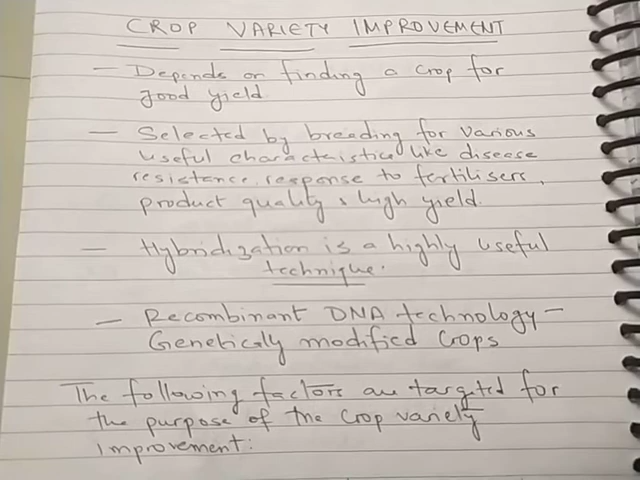 CROP VARIETY IMPROVEMENT
- Depends on finding a crop for
good yield
- Selected by breeding for various
useful characteristics like disease
resistance, response to fertilisers,
product quality & high yield.
- Hybridization is a highly useful
technique.
- Recombinant DNA technology -
Genetically modified Crops
The following factors are targeted for
the purpose of the Crop variety
improvement: